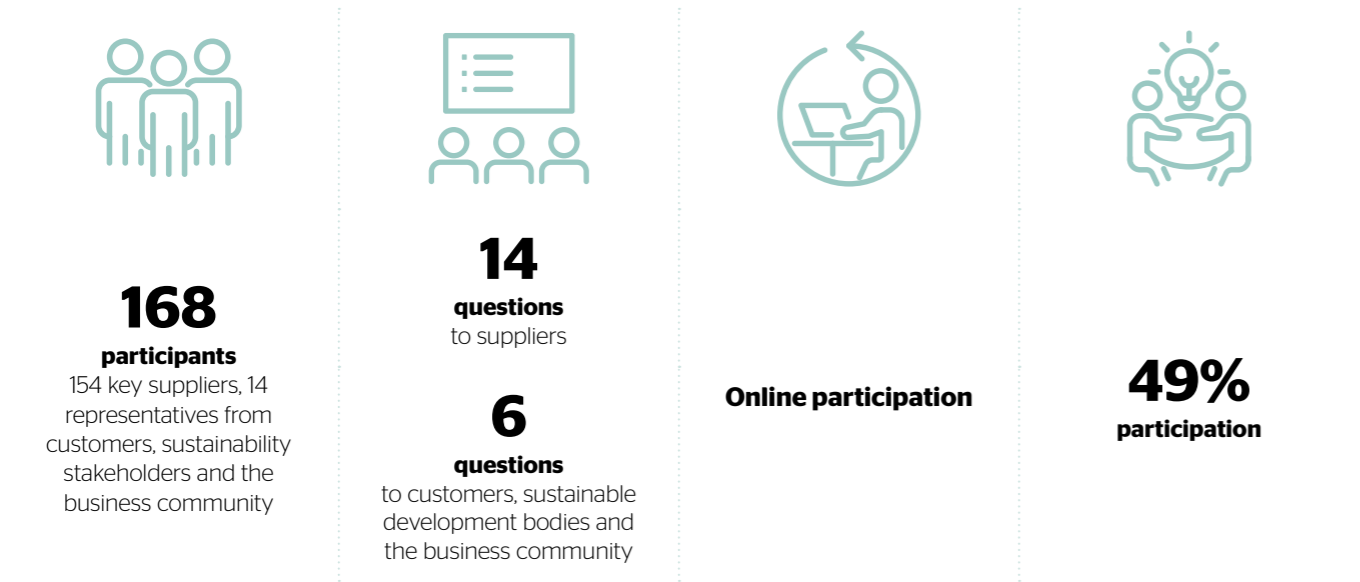 168
participants
154 key suppliers, 14
representatives from
customers, sustainability
stakeholders and the
business community
14
questions
to suppliers
6
questions
to customers, sustainable
development bodies and
the business community
Online participation
49%
participation